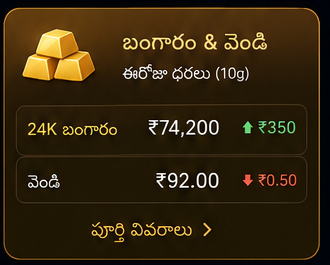 బంగారం & వెండి
ఈరోజు ధరలు (10g)
24K బంగారం ₹74,200 ₹350
వెండి ₹92.00 ₹0.50
పూర్తి వివరాలు >